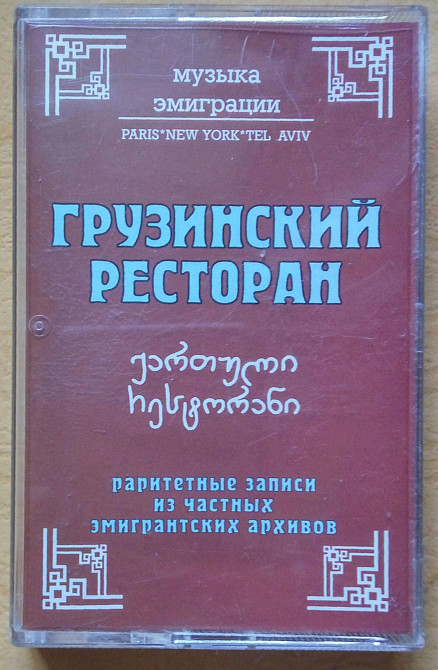 музыка
эмиграции
PARIS*NEW YORK*TEL AVIV
ГРУЗИНСКИЙ
РЕСТОРАН
ქართული
რესტორანი
раритетные записи
из частных
эмигрантских архивов